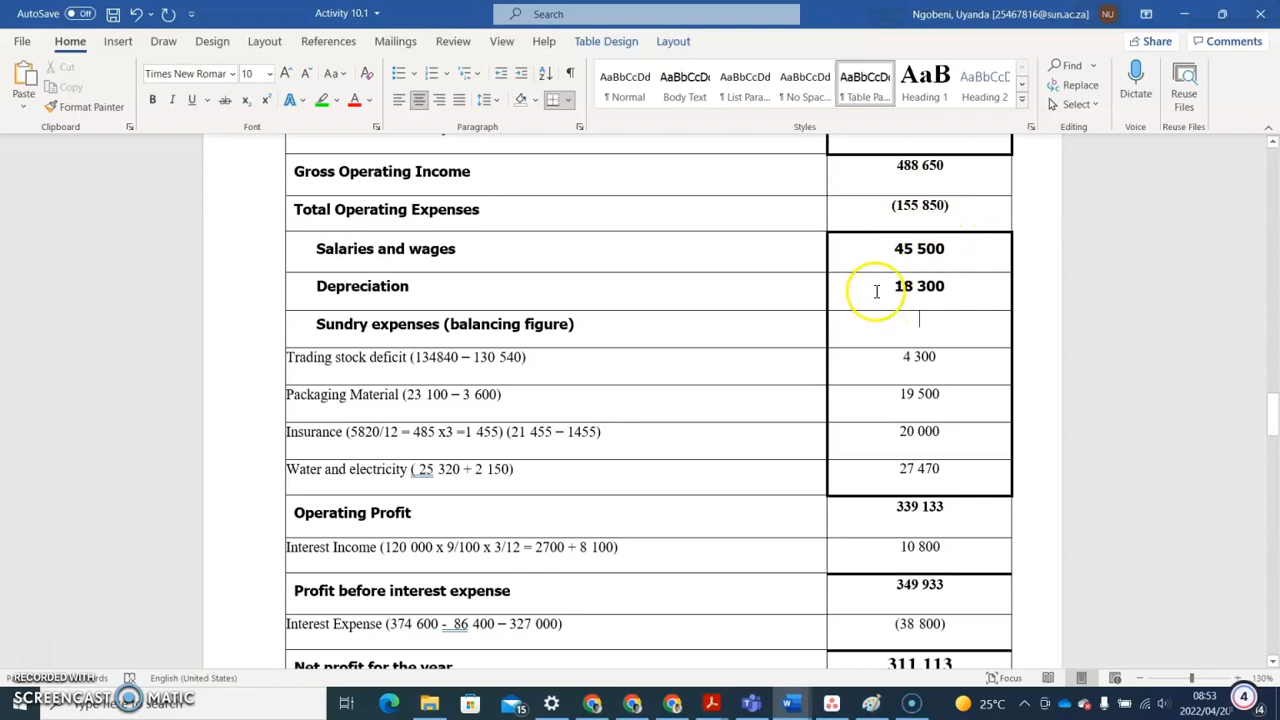 AutoSave Off
Activity 10.1
Search
Ngobeni, Uyanda [25467816@sun.ac.za]
NU
File Home Insert Draw Design Layout References Mailings Review View Help Table Design Layout Share Comments
Paste
Cut
Copy
Format Painter
Clipboard
Times New Romar 10
Font
Paragraph
AaBbCcDd AaBbCcDc AaBbCcDd AaBbCcDd AaBbCcDc AaB AaBbCcDd
¶ Normal Body Text ¶ List Para... ¶ No Spac... ¶ Table Pa... Heading 1 Heading 2
Styles
Find
Replace
Select
Editing
Dictate
Voice
Reuse Files
Reuse Files
Gross Operating Income 488 650
Total Operating Expenses (155 850)
Salaries and wages 45 500
Depreciation 18 300
Sundry expenses (balancing figure)
Trading stock deficit (134840 – 130 540) 4 300
Packaging Material (23 100 – 3 600) 19 500
Insurance (5820/12 = 485 x3 =1 455) (21 455 – 1455) 20 000
Water and electricity ( 25 320 + 2 150) 27 470
Operating Profit 339 133
Interest Income (120 000 x 9/100 x 3/12 = 2700 + 8 100) 10 800
Profit before interest expense 349 933
Interest Expense (374 600 - 86 400 – 327 000) (38 800)
Net profit for the year 311 113
English (United States)
Focus
130%
RECORDED WITH
SCREENCAST MATIC
15
25°C
08:53
2022/04/20
4